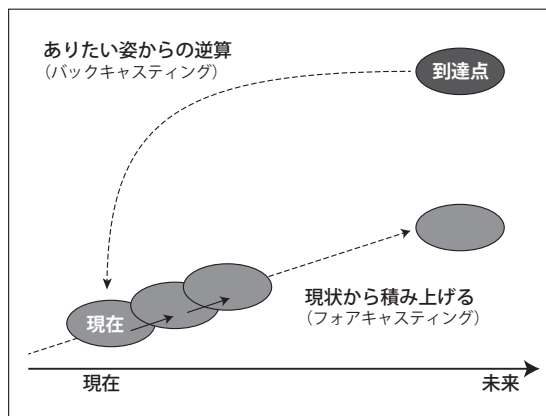 ありたい姿からの逆算
（バックキャスティング）
到達点
現在
現状から積み上げる
（フォアキャスティング）
現在
未来